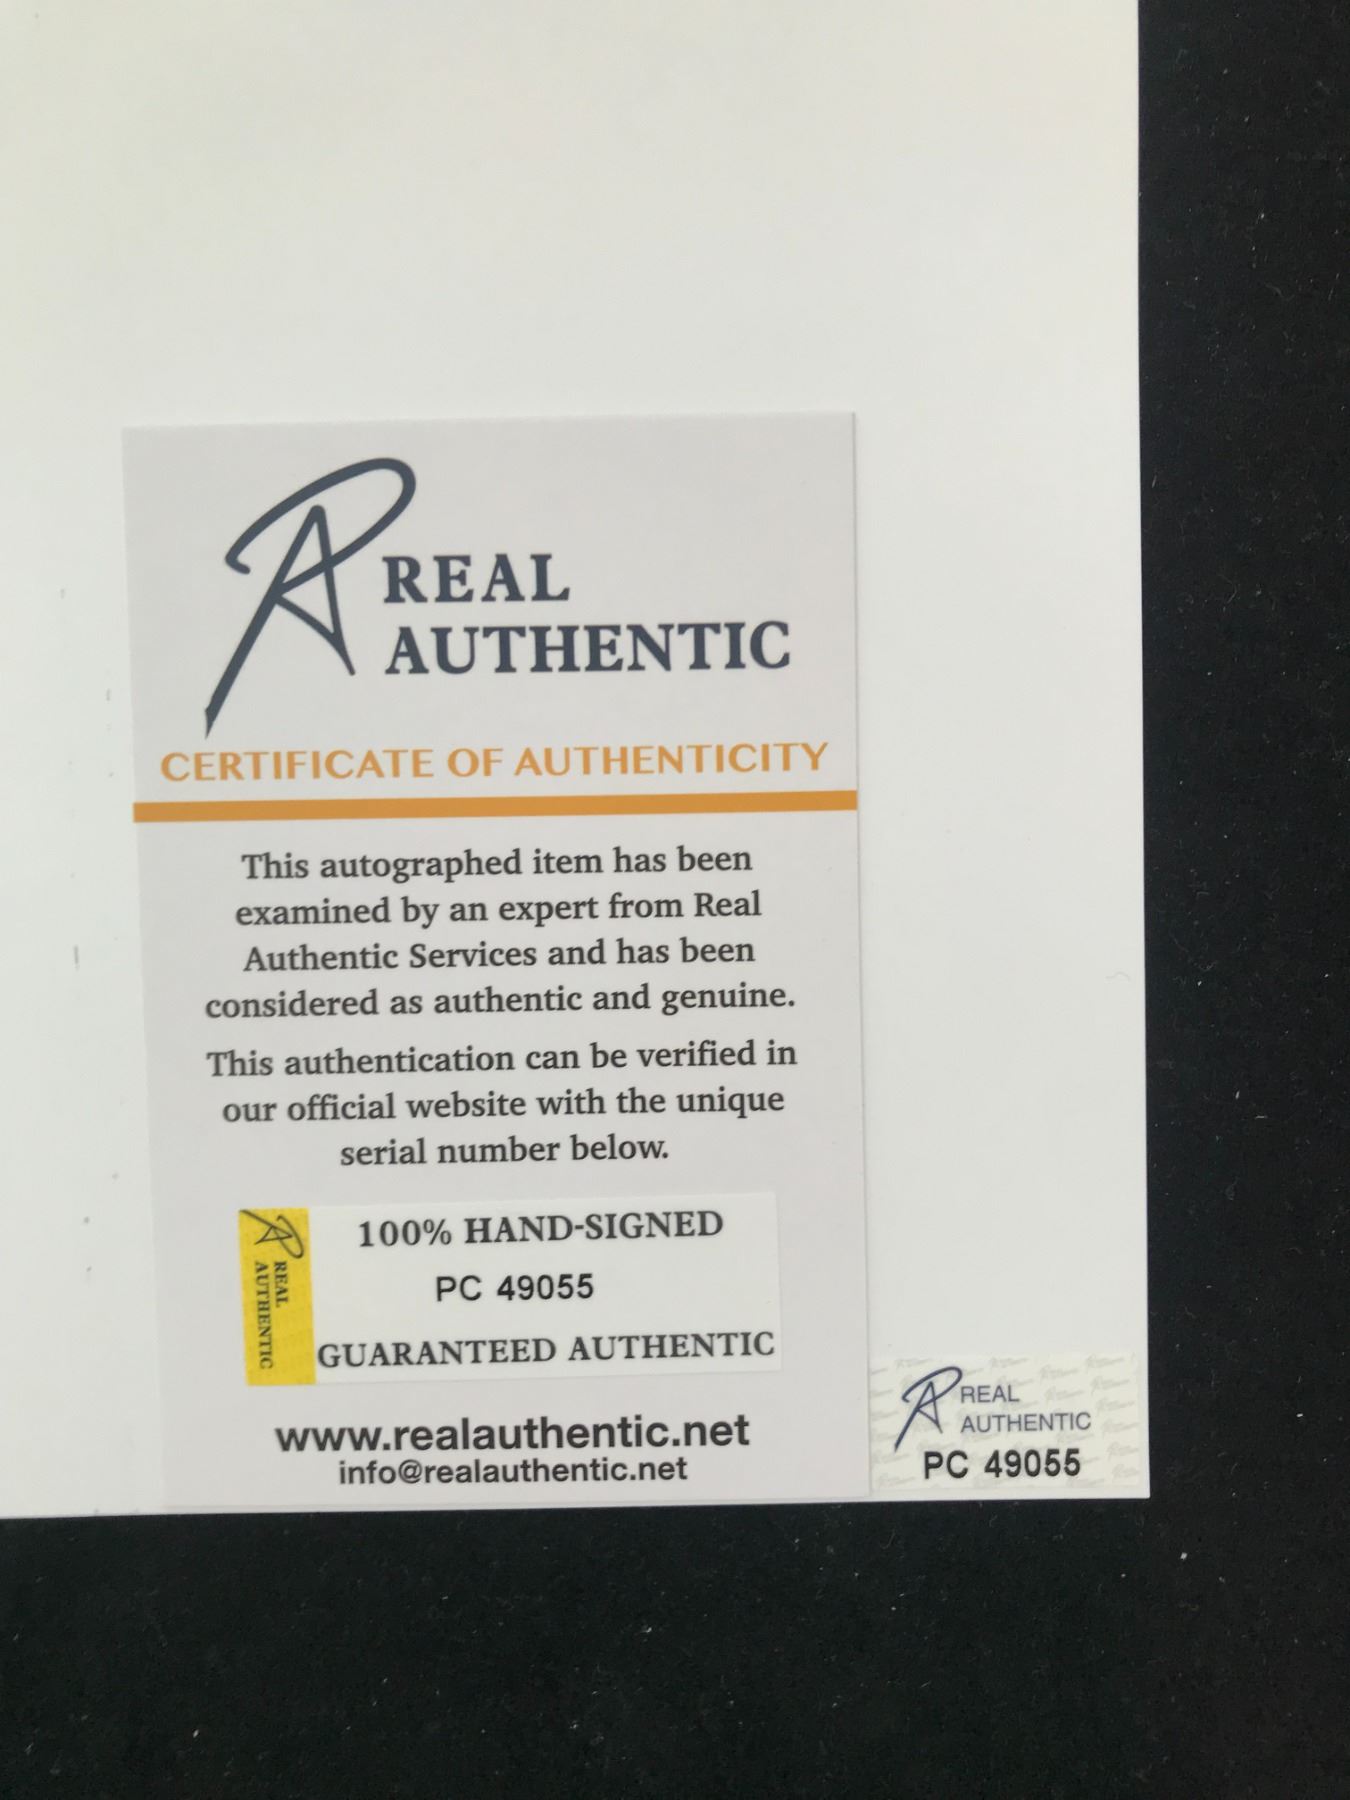 REAL
AUTHENTIC
CERTIFICATE OF AUTHENTICITY
This autographed item has been
examined by an expert from Real
Authentic Services and has been
considered as authentic and genuine.
This authentication can be verified in
our official website with the unique
serial number below.
REAL
AUTHENTIC
100% HAND-SIGNED
PC 49055
GUARANTEED AUTHENTIC
www.realauthentic.net
info@realauthentic.net
REAL
AUTHENTIC
PC 49055